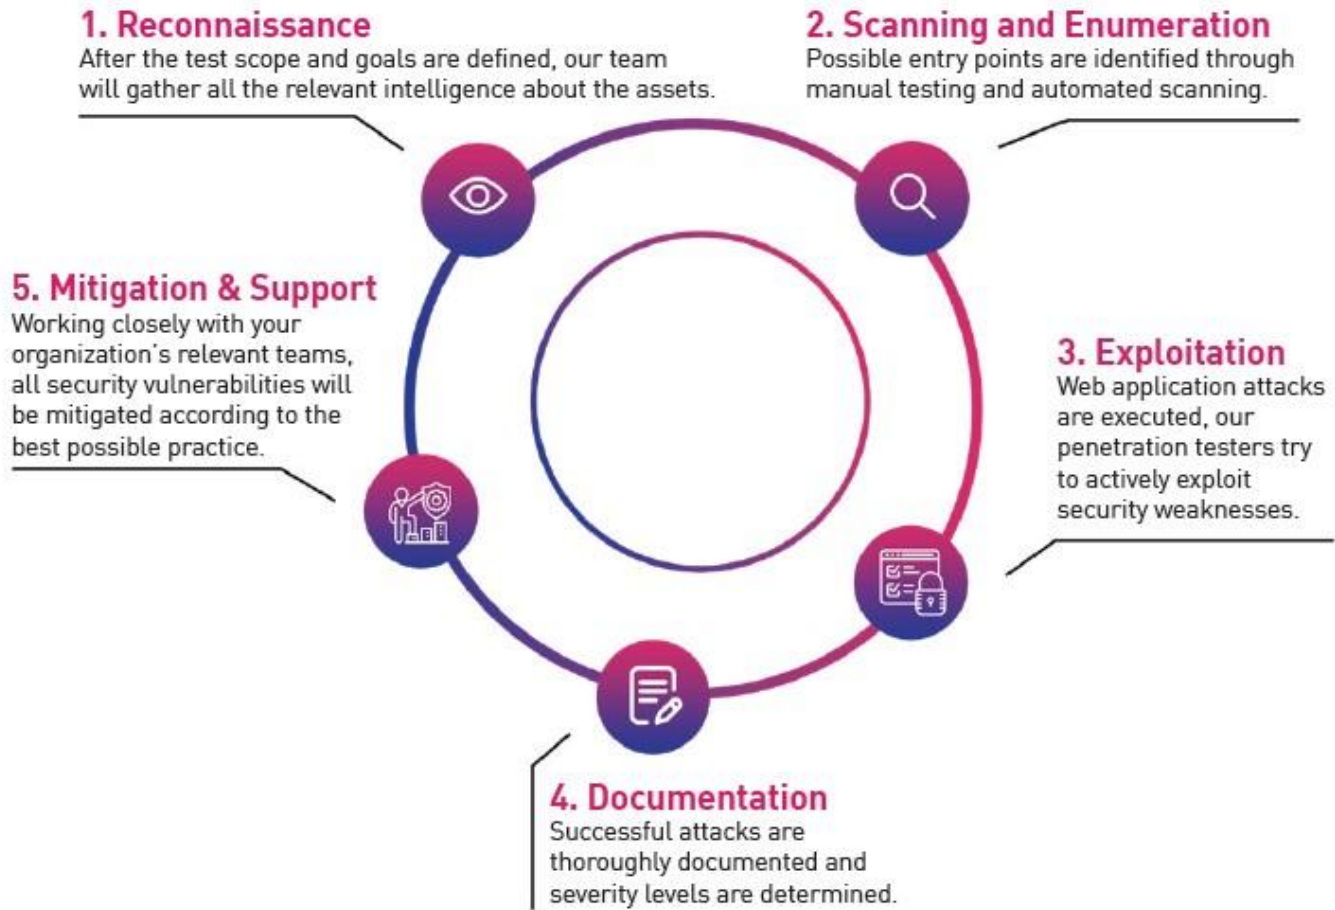 1. Reconnaissance
After the test scope and goals are defined, our team
will gather all the relevant intelligence about the assets.
2. Scanning and Enumeration
Possible entry points are identified through
manual testing and automated scanning.
3. Exploitation
Web application attacks
are executed, our
penetration testers try
to actively exploit
security weaknesses.
4. Documentation
Successful attacks are
thoroughly documented and
severity levels are determined.
5. Mitigation & Support
Working closely with your
organization's relevant teams,
all security vulnerabilities will
be mitigated according to the
best possible practice.